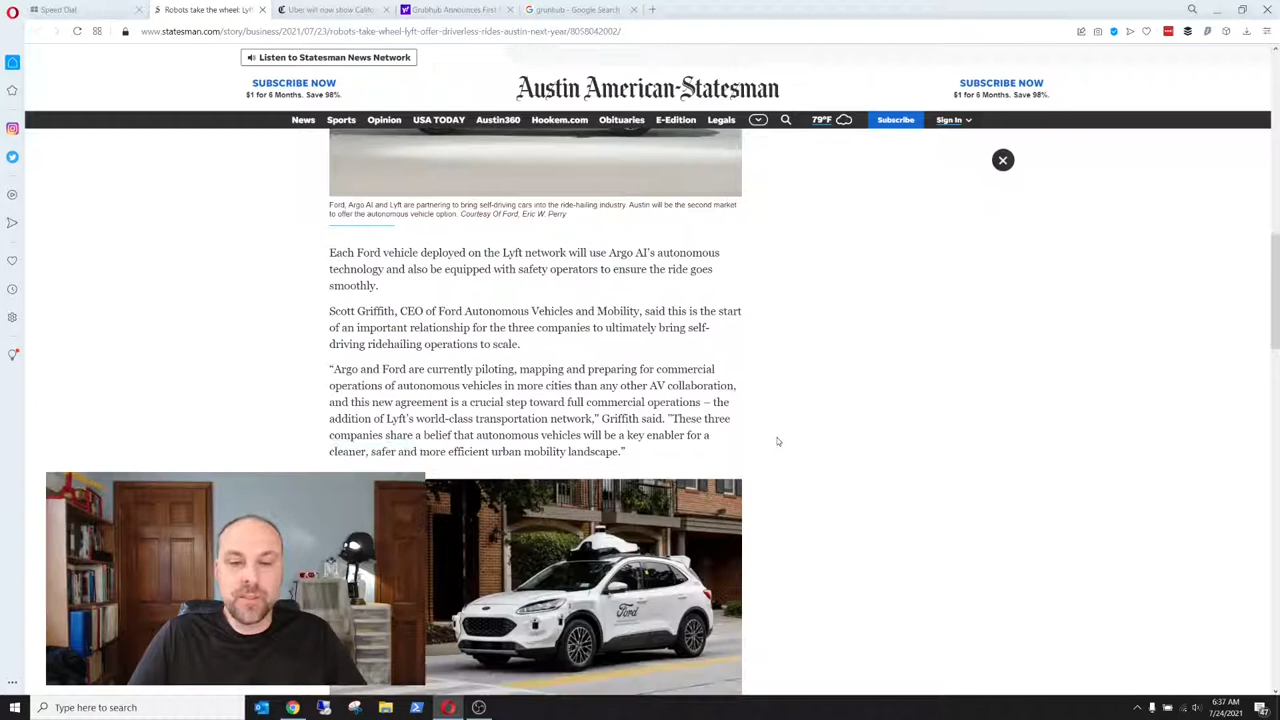 Speed Dial
Robots take the wheel: Lyf
Uber will now show Califo
Grubhub Announces First
grunkub - Google Search
www.statesman.com/story/business/2021/07/23/robots-take-wheel-lyft-offer-driverless-rides-austin-next-year/8058042002/
Listen to Statesman News Network
SUBSCRIBE NOW
$1 for 6 Months. Save 98%.
Austin American-Statesman
SUBSCRIBE NOW
$1 for 6 Months. Save 98%.
News Sports Opinion USA TODAY Austin360 Hookem.com Obituaries E-Edition Legals 79°F Subscribe Sign In
Ford, Argo AI and Lyft are partnering to bring self-driving cars into the ride-hailing industry. Austin will be the second market
to offer the autonomous vehicle option. Courtesy Of Ford, Eric W. Perry
Each Ford vehicle deployed on the Lyft network will use Argo AI's autonomous
technology and also be equipped with safety operators to ensure the ride goes
smoothly.
Scott Griffith, CEO of Ford Autonomous Vehicles and Mobility, said this is the start
of an important relationship for the three companies to ultimately bring self-
driving ridehailing operations to scale.
“Argo and Ford are currently piloting, mapping and preparing for commercial
operations of autonomous vehicles in more cities than any other AV collaboration,
and this new agreement is a crucial step toward full commercial operations – the
addition of Lyft's world-class transportation network," Griffith said. "These three
companies share a belief that autonomous vehicles will be a key enabler for a
cleaner, safer and more efficient urban mobility landscape.”
Ford
Type here to search
6:37 AM
7/24/2021
47